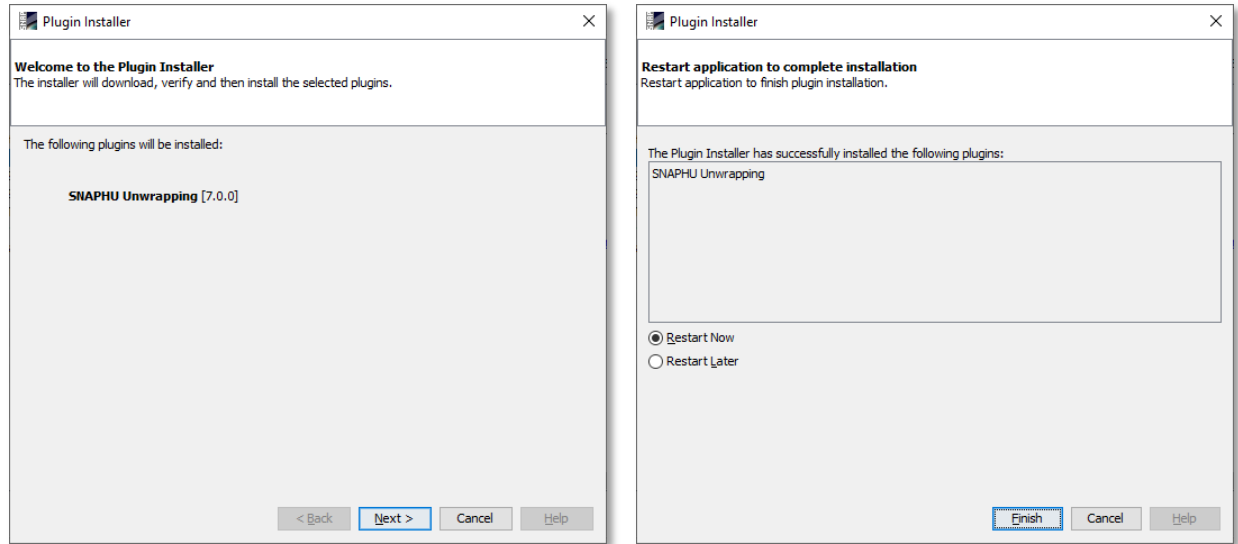 Plugin Installer
Welcome to the Plugin Installer
The installer will download, verify and then install the selected plugins.
The following plugins will be installed:
SNAPHU Unwrapping [7.0.0]
< Back
Next >
Cancel
Help
Plugin Installer
Restart application to complete installation
Restart application to finish plugin installation.
The Plugin Installer has successfully installed the following plugins:
SNAPHU Unwrapping
Restart Now
Restart Later
Finish
Cancel
Help